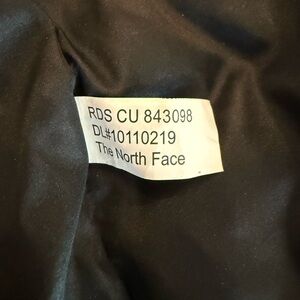 RDS CU 843098
DL#10110219
The North Face